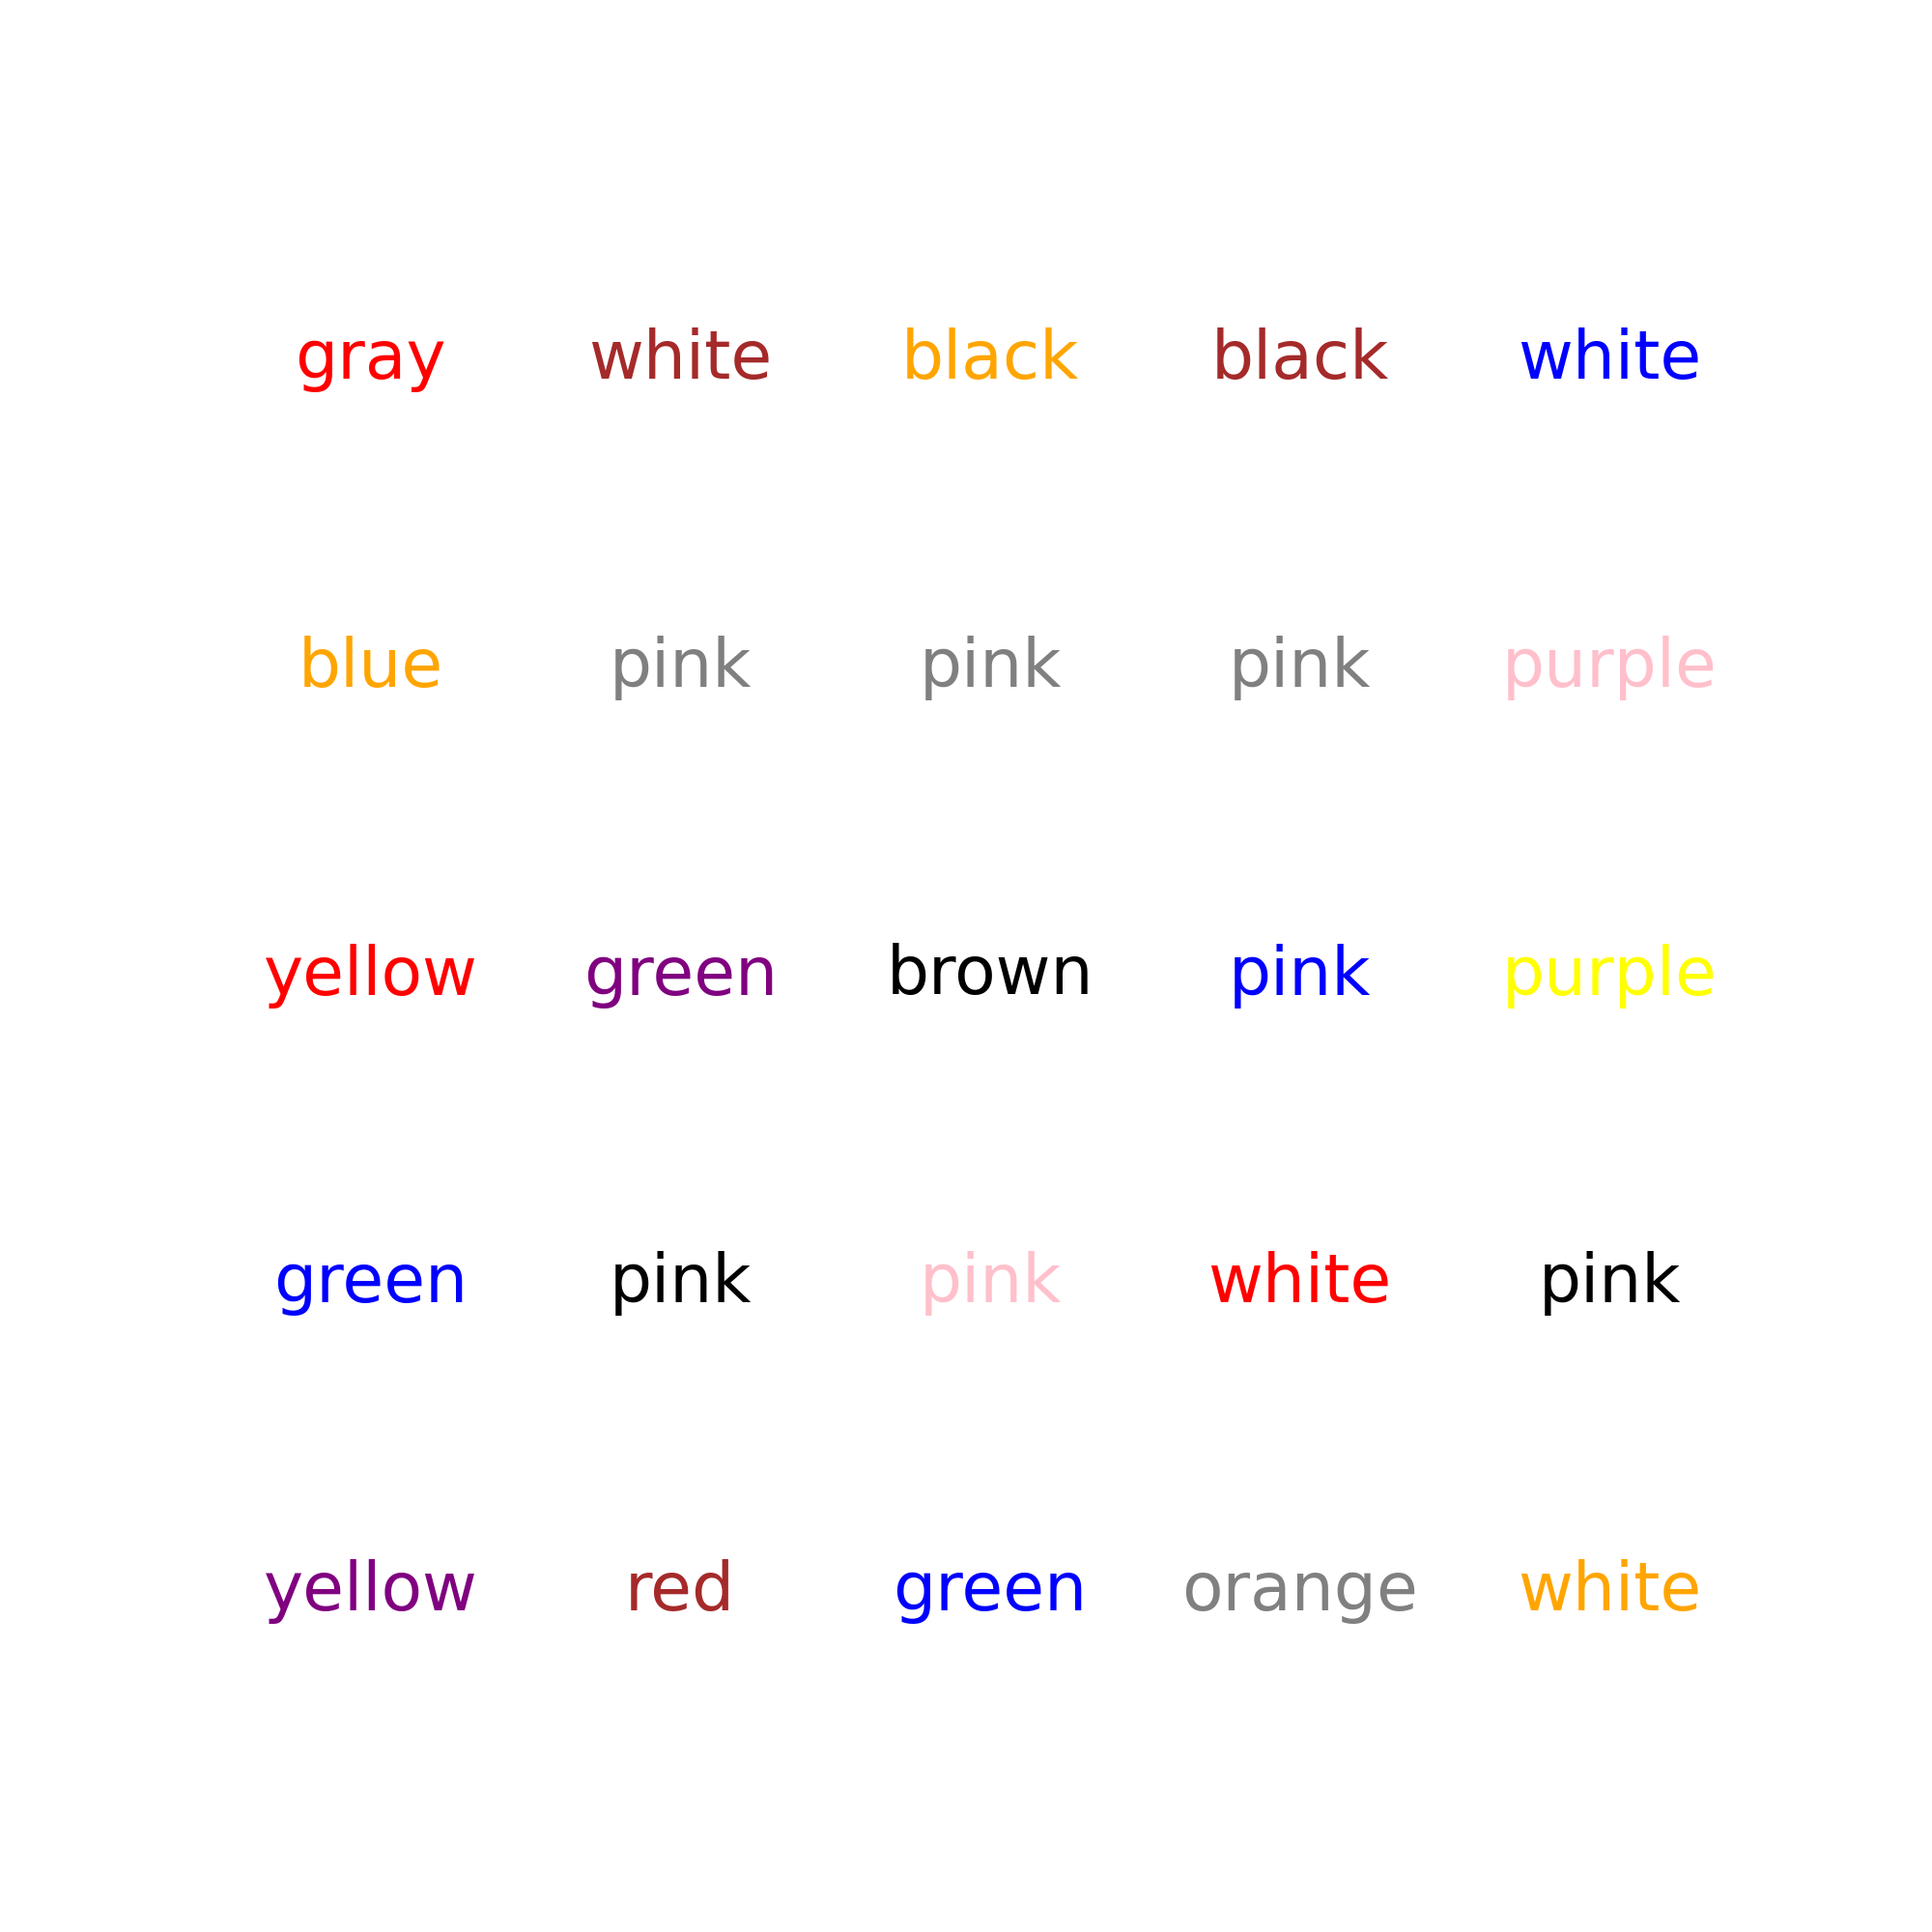 gray white black black white
blue pink pink pink purple
yellow green brown pink purple
green pink pink white pink
yellow red green orange white